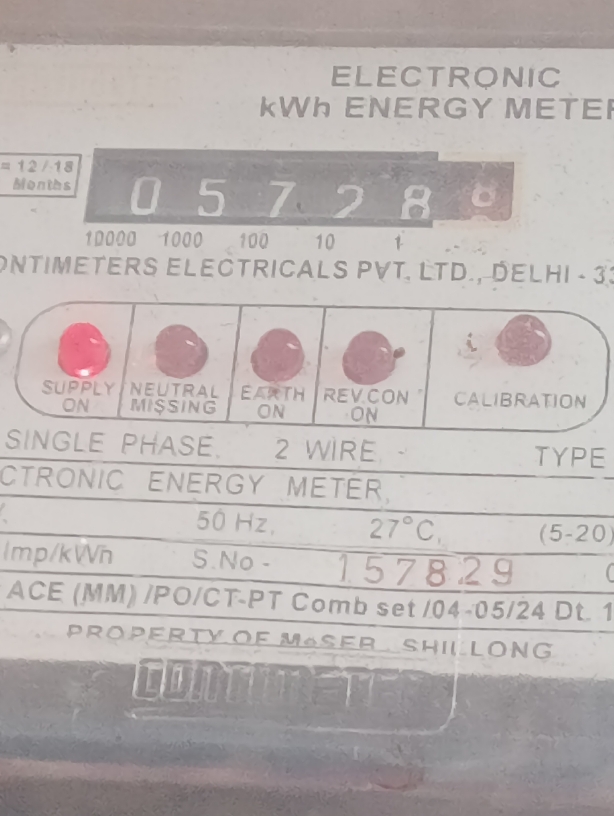 ELECTRONIC
kWh ENERGY METER
= 12/18
Months
0 5 7 2 8 8
10000 1000 100 10 1
ONTIMETERS ELECTRICALS PVT. LTD., DELHI - 33
SUPPLY ON NEUTRAL MISSING EARTH ON REV.CON ON CALIBRATION
SINGLE PHASE. 2 WIRE - TYPE
CTRONIC ENERGY METER,
50 Hz. 27°C. (5-20)
Imp/kWh S.No - 157829
ACE (MM) /PO/CT-PT Comb set /04-05/24 Dt. 1
PROPERTY OF MeSEB SHILLONG